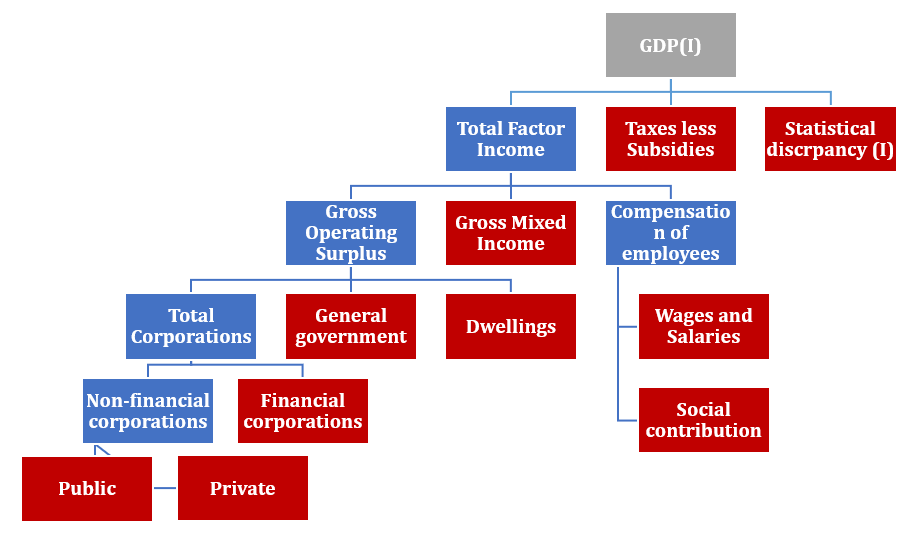 GDP(I)
Total Factor
Income
Taxes less
Subsidies
Statistical
discrpancy (I)
Gross
Operating
Surplus
Gross Mixed
Income
Compensatio
n of
employees
Total
Corporations
General
government
Dwellings
Wages and
Salaries
Non-financial
corporations
Financial
corporations
Social
contribution
Public
Private